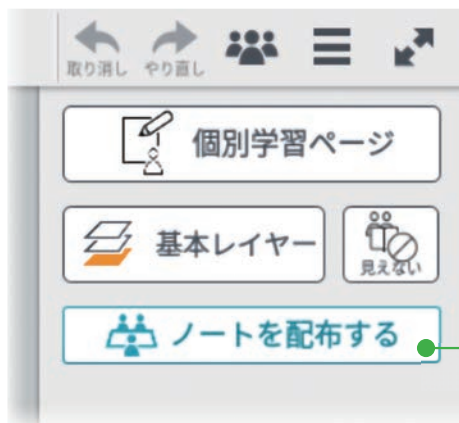 取り消し やり直し
個別学習ページ
基本レイヤー
見えない
ノートを配布する